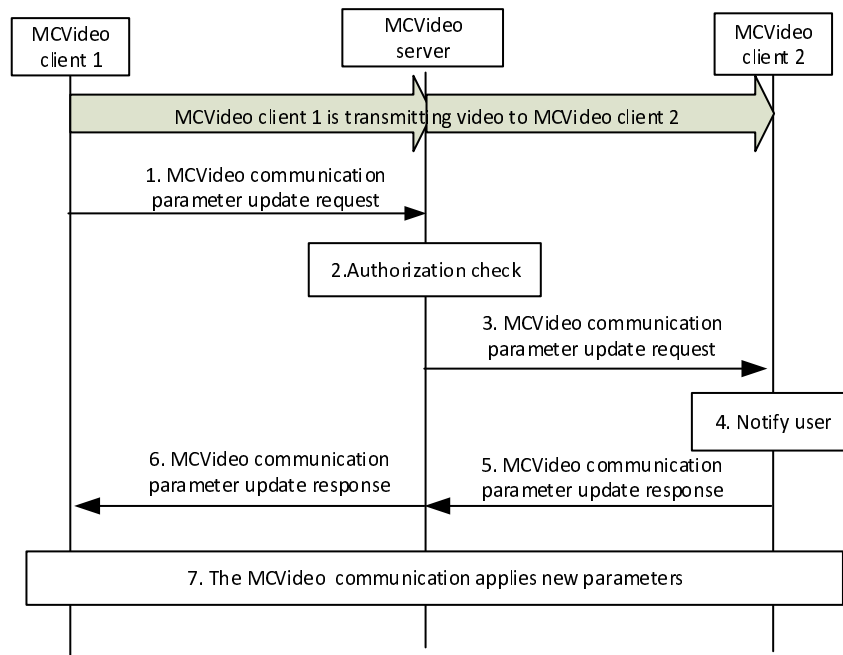 MCVideo
client 1
MCVideo
server
MCVideo
client 2
MCVideo client 1 is transmitting video to MCVideo client 2
1. MCVideo communication
parameter update request
2.Authorization check
3. MCVideo communication
parameter update request
4. Notify user
6. MCVideo communication
parameter update response
5. MCVideo communication
parameter update response
7. The MCVideo communication applies new parameters